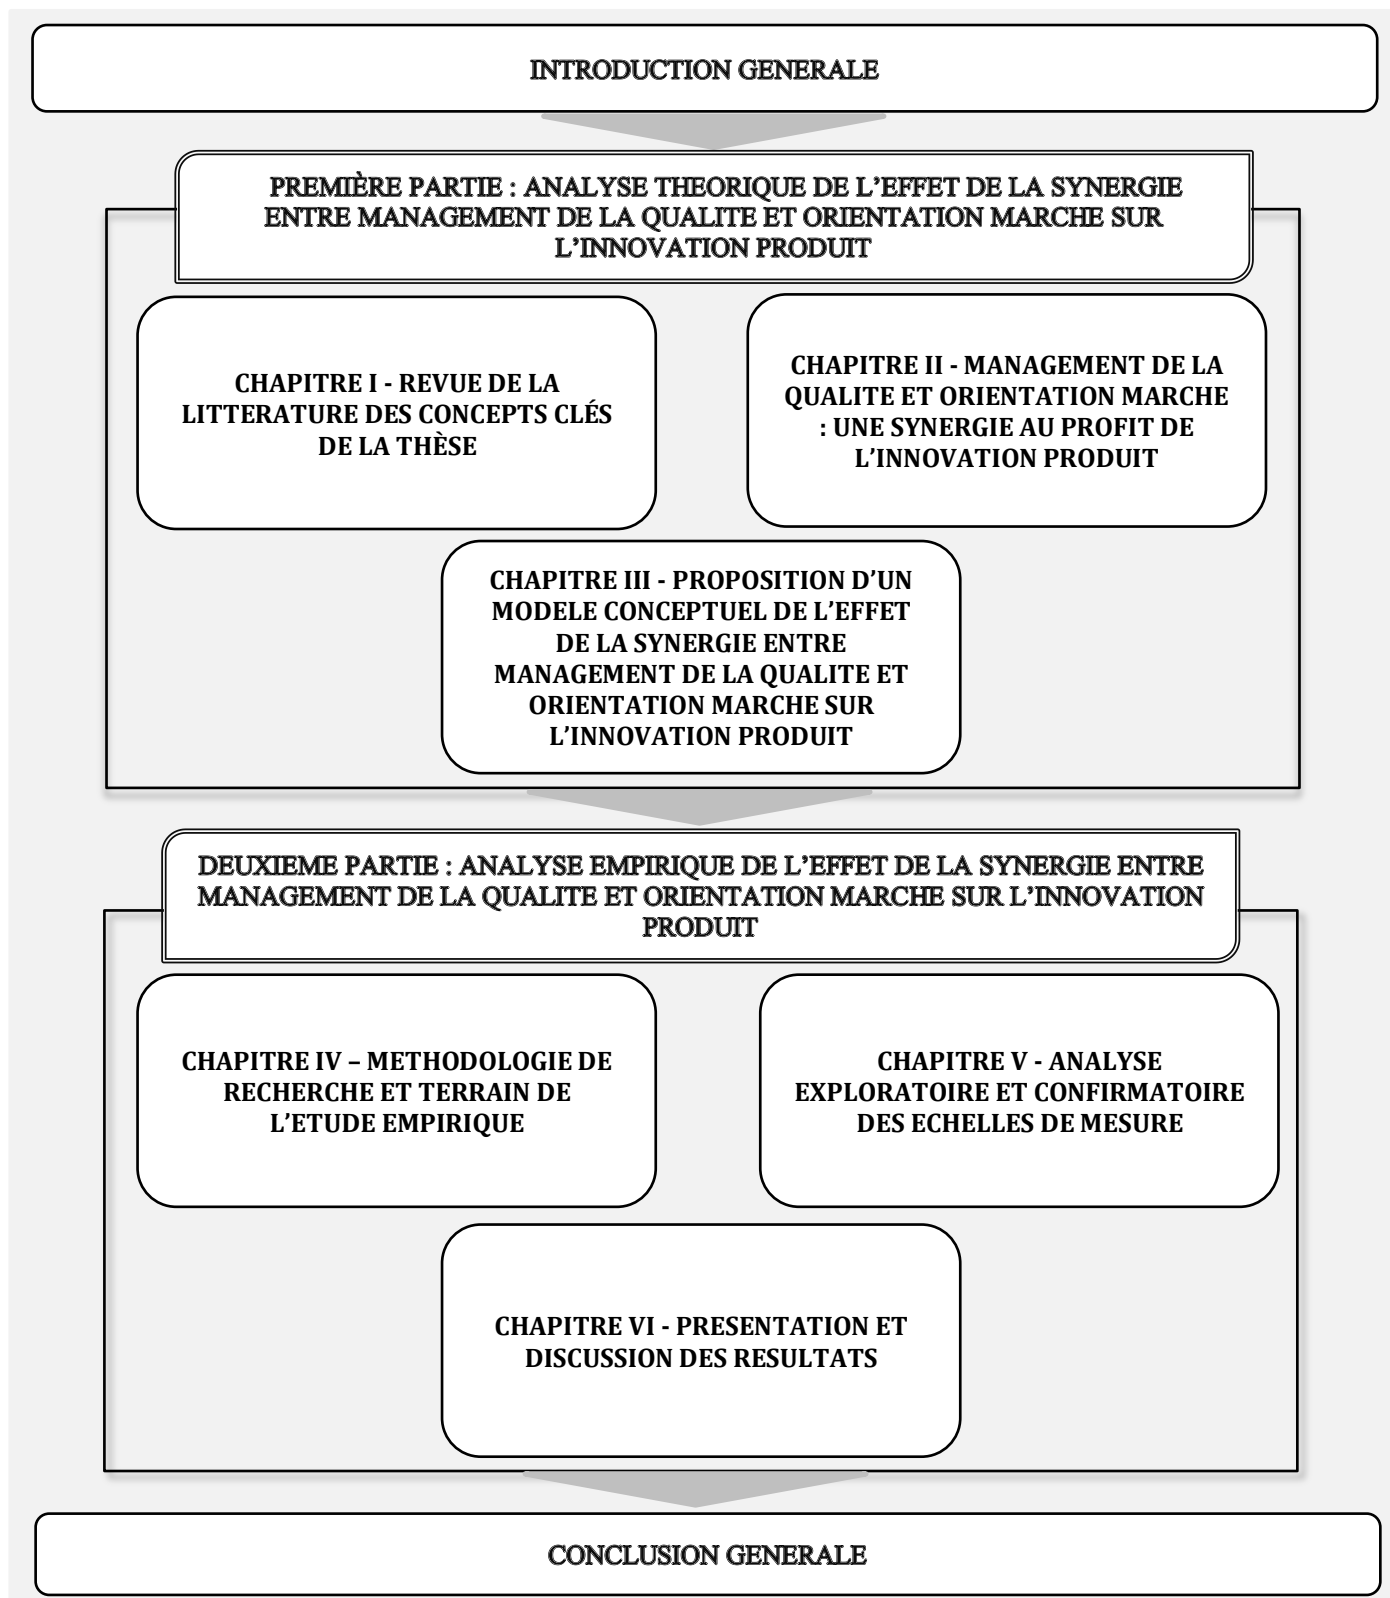 INTRODUCTION GENERALE
PREMIÈRE PARTIE : ANALYSE THEORIQUE DE L’EFFET DE LA SYNERGIE
ENTRE MANAGEMENT DE LA QUALITE ET ORIENTATION MARCHE SUR
L’INNOVATION PRODUIT
CHAPITRE I - REVUE DE LA
LITTERATURE DES CONCEPTS CLÉS
DE LA THÈSE
CHAPITRE II - MANAGEMENT DE LA
QUALITE ET ORIENTATION MARCHE
: UNE SYNERGIE AU PROFIT DE
L’INNOVATION PRODUIT
CHAPITRE III - PROPOSITION D’UN
MODELE CONCEPTUEL DE L’EFFET
DE LA SYNERGIE ENTRE
MANAGEMENT DE LA QUALITE ET
ORIENTATION MARCHE SUR
L’INNOVATION PRODUIT
DEUXIEME PARTIE : ANALYSE EMPIRIQUE DE L’EFFET DE LA SYNERGIE ENTRE
MANAGEMENT DE LA QUALITE ET ORIENTATION MARCHE SUR L’INNOVATION
PRODUIT
CHAPITRE IV – METHODOLOGIE DE
RECHERCHE ET TERRAIN DE
L’ETUDE EMPIRIQUE
CHAPITRE V - ANALYSE
EXPLORATOIRE ET CONFIRMATOIRE
DES ECHELLES DE MESURE
CHAPITRE VI - PRESENTATION ET
DISCUSSION DES RESULTATS
CONCLUSION GENERALE